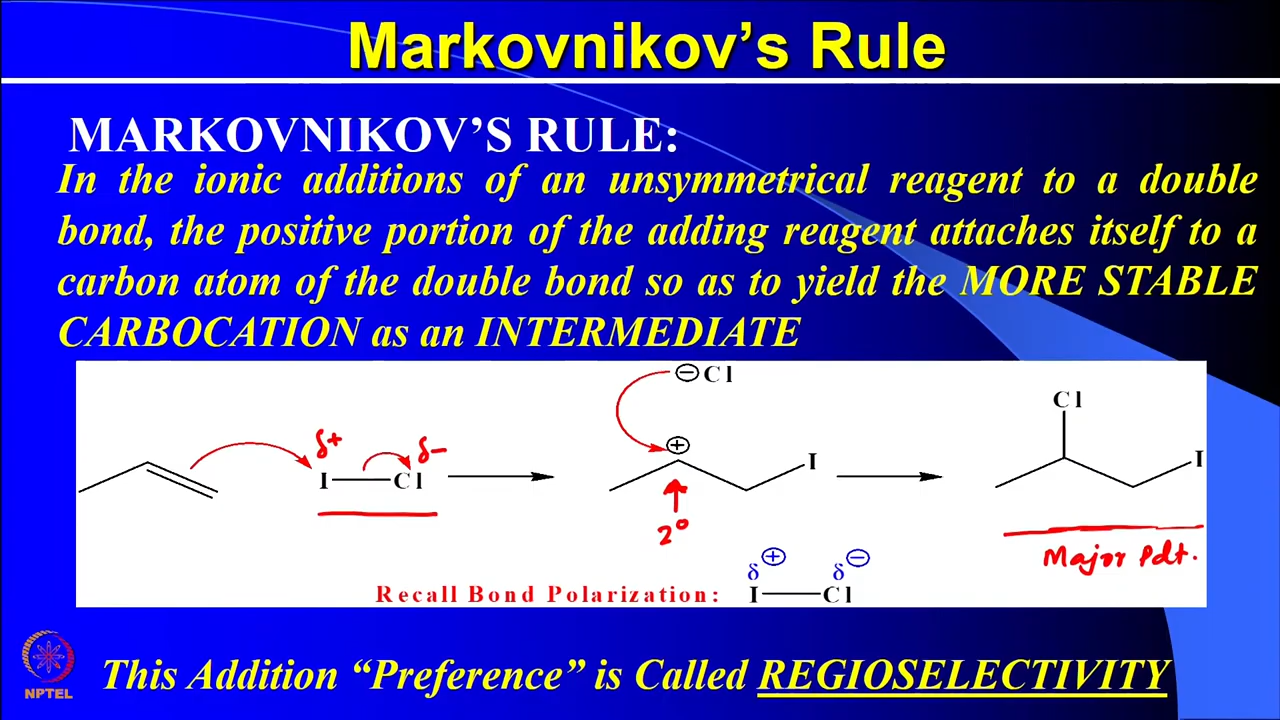 Markovnikov's Rule
MARKOVNIKOV'S RULE:
In the ionic additions of an unsymmetrical reagent to a double
bond, the positive portion of the adding reagent attaches itself to a
carbon atom of the double bond so as to yield the MORE STABLE
CARBOCATION as an INTERMEDIATE
⊖Cl
Cl
δ+
δ-
⊕
I
Cl
I
I
2°
Major Pdt.
δ⊕
δ⊖
Recall Bond Polarization: I Cl
NPTEL
This Addition “Preference” is Called REGIOSELECTIVITY